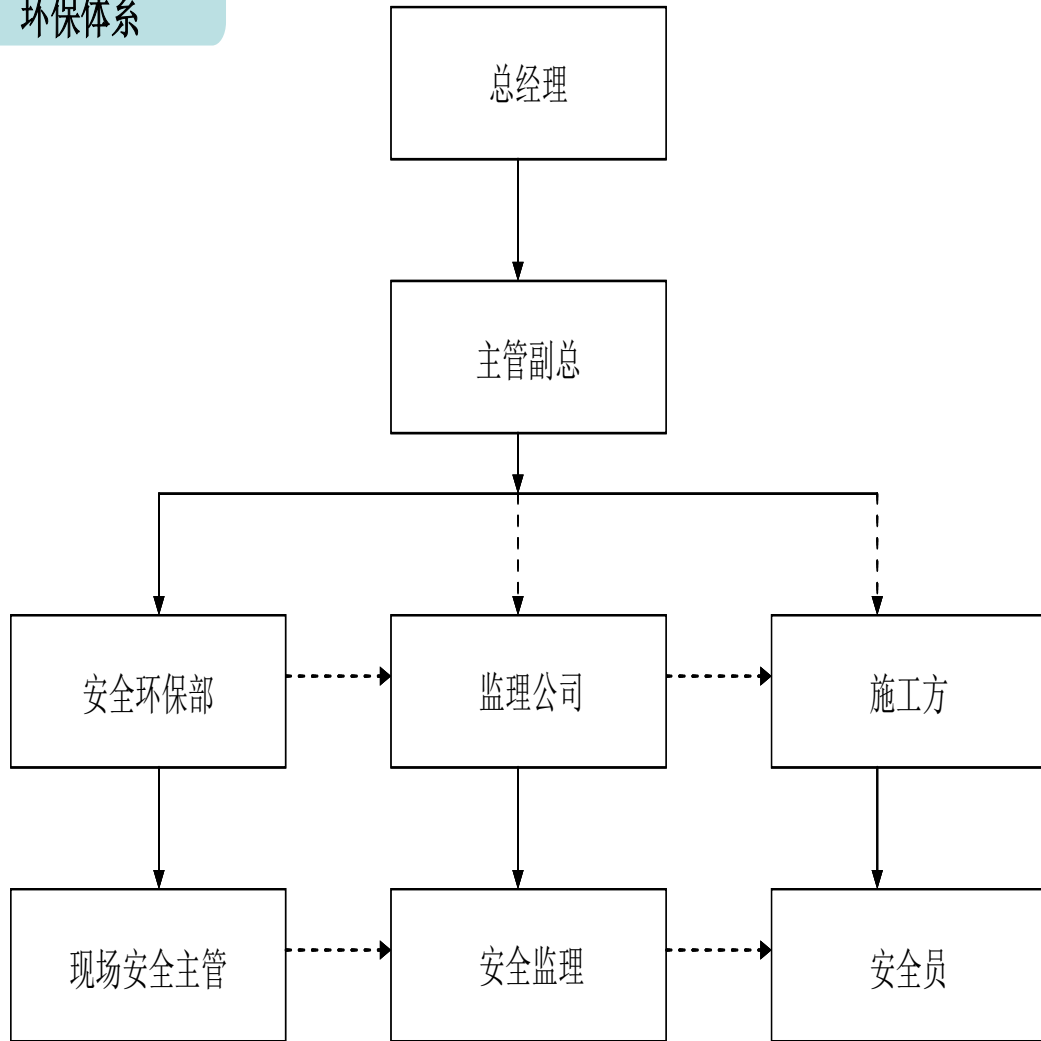 环保体系
总经理
主管副总
安全环保部
监理公司
施工方
现场安全主管
安全监理
安全员